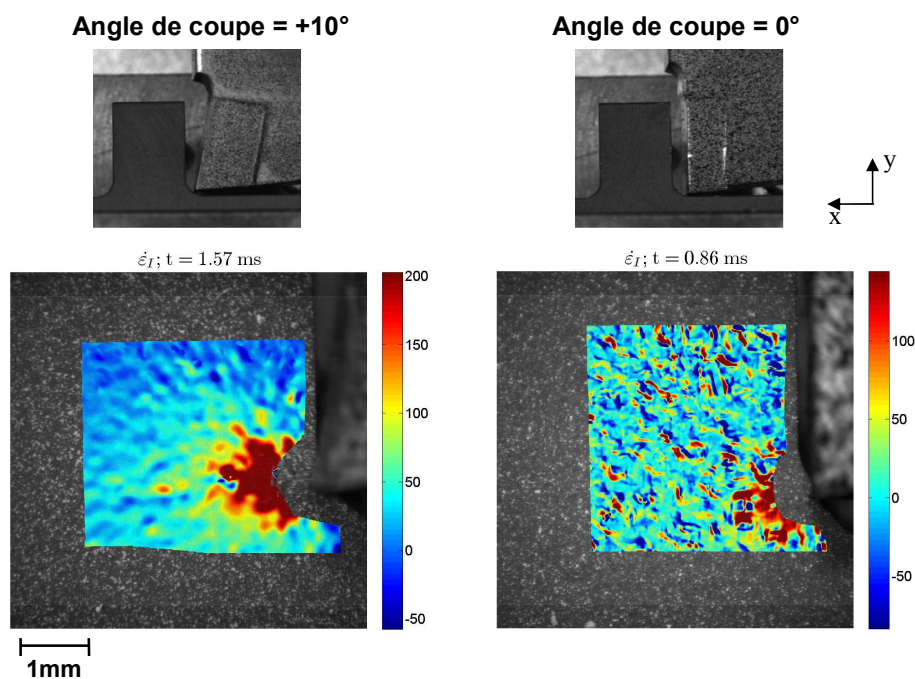 Angle de coupe = +10°
Angle de coupe = 0°
y
x
ε̇_I; t = 1.57 ms
ε̇_I; t = 0.86 ms
200
150
100
50
0
-50
100
50
0
-50
1mm